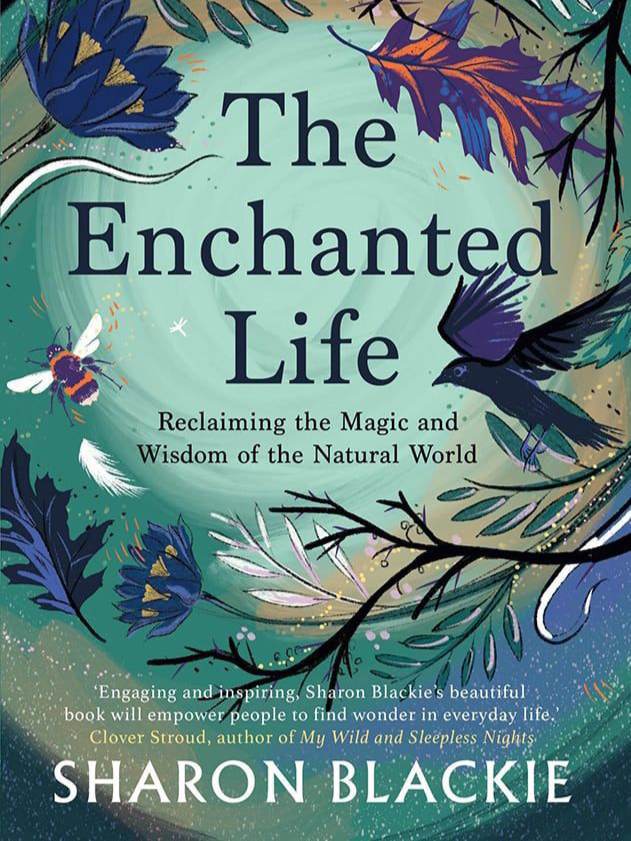 The
Enchanted
Life
Reclaiming the Magic and
Wisdom of the Natural World
‘Engaging and inspiring, Sharon Blackie’s beautiful
book will empower people to find wonder in everyday life.’
Clover Stroud, author of My Wild and Sleepless Nights
SHARON BLACKIE